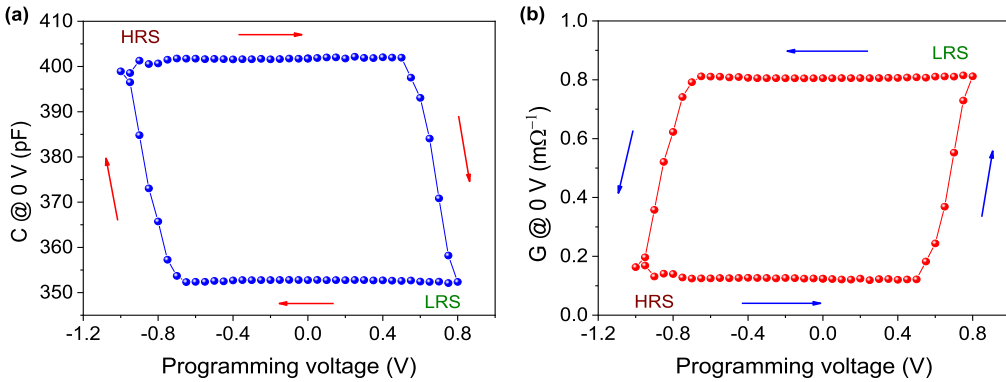 (a)
410
400
390
380
370
360
350
C @ 0 V (pF)
HRS
LRS
-1.2
-0.8
-0.4
0.0
0.4
0.8
Programming voltage (V)
(b)
1.0
0.8
0.6
0.4
0.2
0.0
G @ 0 V (mΩ⁻¹)
LRS
HRS
-1.2
-0.8
-0.4
0.0
0.4
0.8
Programming voltage (V)